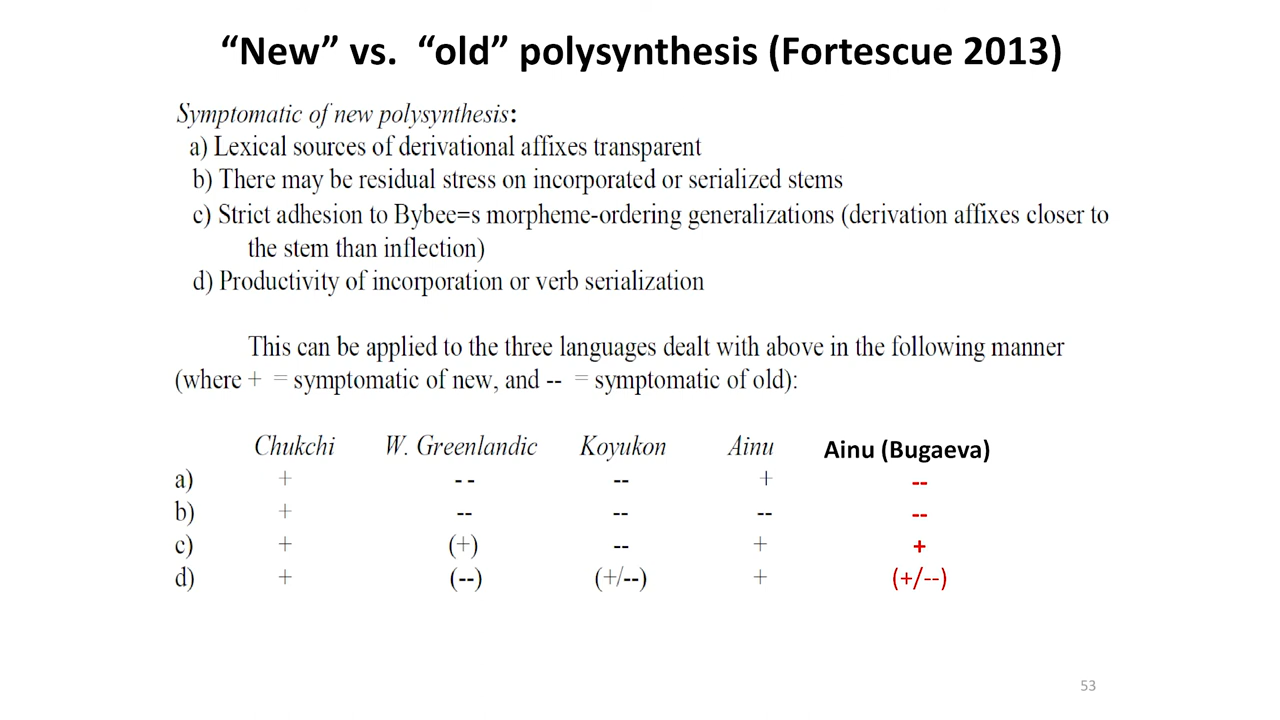 “New” vs. “old” polysynthesis (Fortescue 2013)
Symptomatic of new polysynthesis:
a) Lexical sources of derivational affixes transparent
b) There may be residual stress on incorporated or serialized stems
c) Strict adhesion to Bybee=s morpheme-ordering generalizations (derivation affixes closer to
the stem than inflection)
d) Productivity of incorporation or verb serialization
This can be applied to the three languages dealt with above in the following manner
(where + = symptomatic of new, and -- = symptomatic of old):
Chukchi W. Greenlandic Koyukon Ainu Ainu (Bugaeva)
a) + -- -- + --
b) + -- -- -- --
c) + (+) -- + +
d) + (--) (+/--) + (+/--)
53